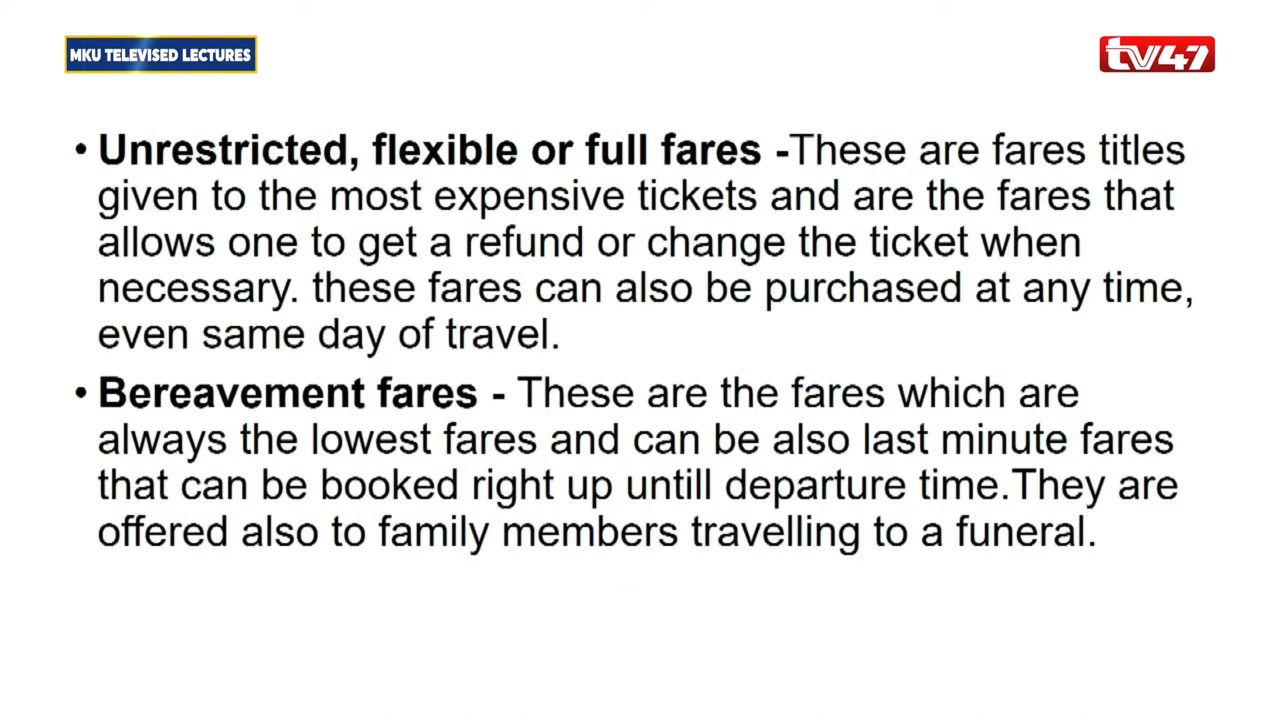 MKU TELEVISED LECTURES
tv47
• Unrestricted, flexible or full fares -These are fares titles
given to the most expensive tickets and are the fares that
allows one to get a refund or change the ticket when
necessary. these fares can also be purchased at any time,
even same day of travel.
• Bereavement fares - These are the fares which are
always the lowest fares and can be also last minute fares
that can be booked right up untill departure time.They are
offered also to family members travelling to a funeral.